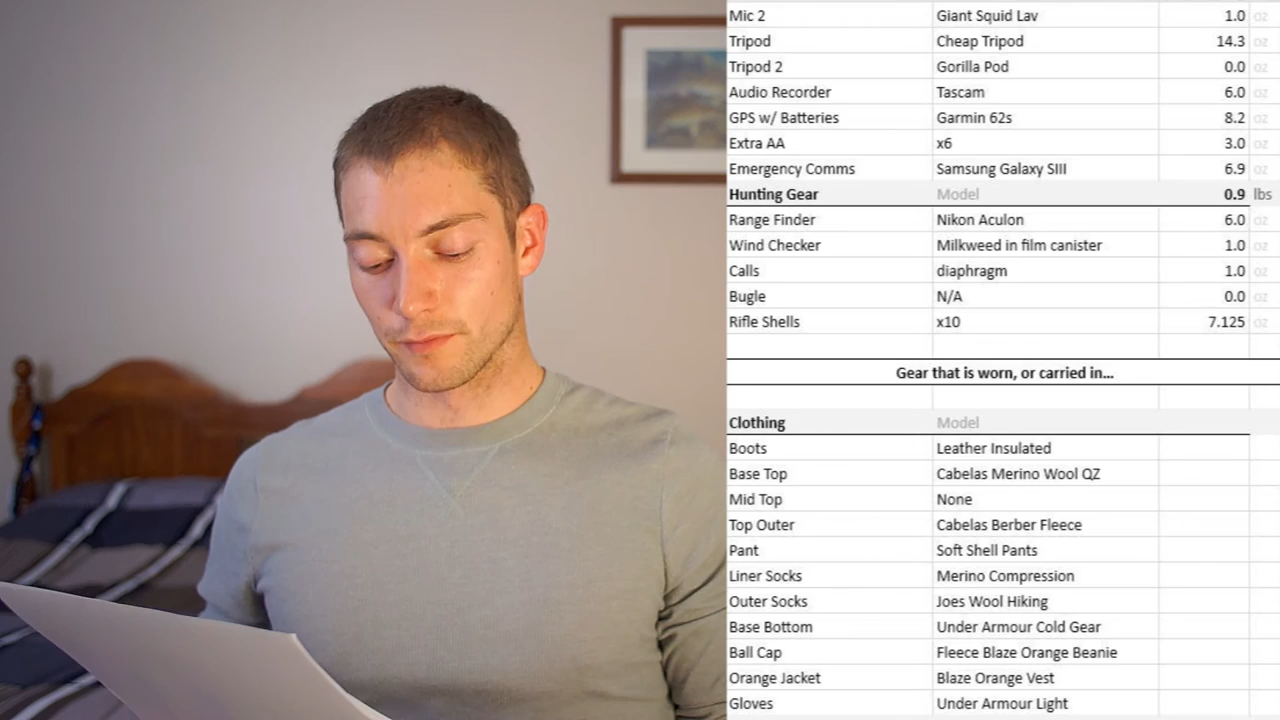 Mic 2 Giant Squid Lav 1.0 oz
Tripod Cheap Tripod 14.3 oz
Tripod 2 Gorilla Pod 0.0 oz
Audio Recorder Tascam 6.0 oz
GPS w/ Batteries Garmin 62s 8.2 oz
Extra AA x6 3.0 oz
Emergency Comms Samsung Galaxy SIII 6.9 oz
Hunting Gear Model 0.9 lbs
Range Finder Nikon Aculon 6.0 oz
Wind Checker Milkweed in film canister 1.0 oz
Calls diaphragm 1.0 oz
Bugle N/A 0.0 oz
Rifle Shells x10 7.125 oz
Gear that is worn, or carried in...
Clothing Model
Boots Leather Insulated
Base Top Cabelas Merino Wool QZ
Mid Top None
Top Outer Cabelas Berber Fleece
Pant Soft Shell Pants
Liner Socks Merino Compression
Outer Socks Joes Wool Hiking
Base Bottom Under Armour Cold Gear
Ball Cap Fleece Blaze Orange Beanie
Orange Jacket Blaze Orange Vest
Gloves Under Armour Light